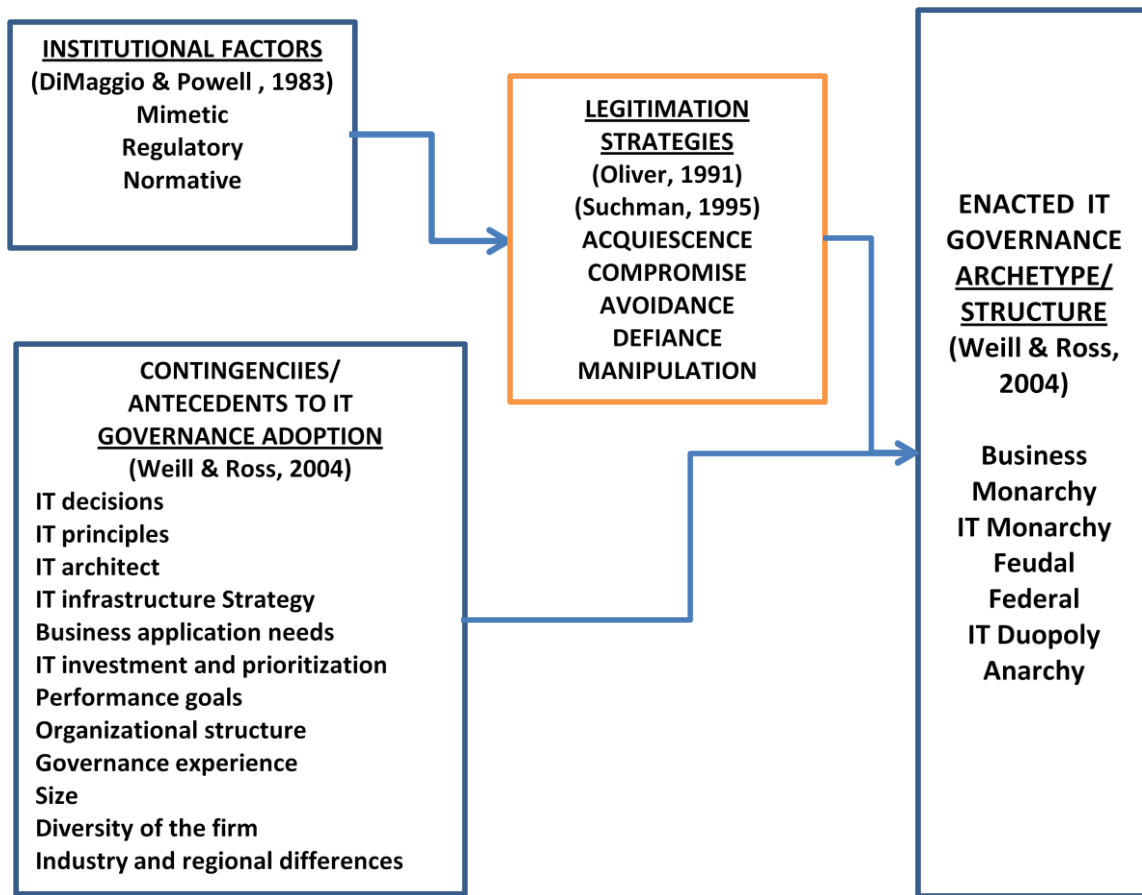 INSTITUTIONAL FACTORS
(DiMaggio & Powell , 1983)
Mimetic
Regulatory
Normative
LEGITIMATION
STRATEGIES
(Oliver, 1991)
(Suchman, 1995)
ACQUIESCENCE
COMPROMISE
AVOIDANCE
DEFIANCE
MANIPULATION
CONTINGENCIIES/
ANTECEDENTS TO IT
GOVERNANCE ADOPTION
(Weill & Ross, 2004)
IT decisions
IT principles
IT architect
IT infrastructure Strategy
Business application needs
IT investment and prioritization
Performance goals
Organizational structure
Governance experience
Size
Diversity of the firm
Industry and regional differences
ENACTED IT
GOVERNANCE
ARCHETYPE/
STRUCTURE
(Weill & Ross,
2004)
Business
Monarchy
IT Monarchy
Feudal
Federal
IT Duopoly
Anarchy